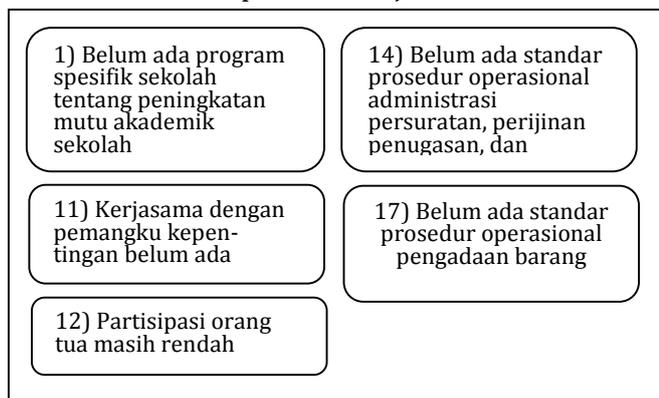 1) Belum ada program
spesifik sekolah
tentang peningkatan
mutu akademik
sekolah
14) Belum ada standar
prosedur operasional
administrasi
persuratan, perijinan
penugasan, dan
11) Kerjasama dengan
pemangku kepen-
tingan belum ada
17) Belum ada standar
prosedur operasional
pengadaan barang
12) Partisipasi orang
tua masih rendah